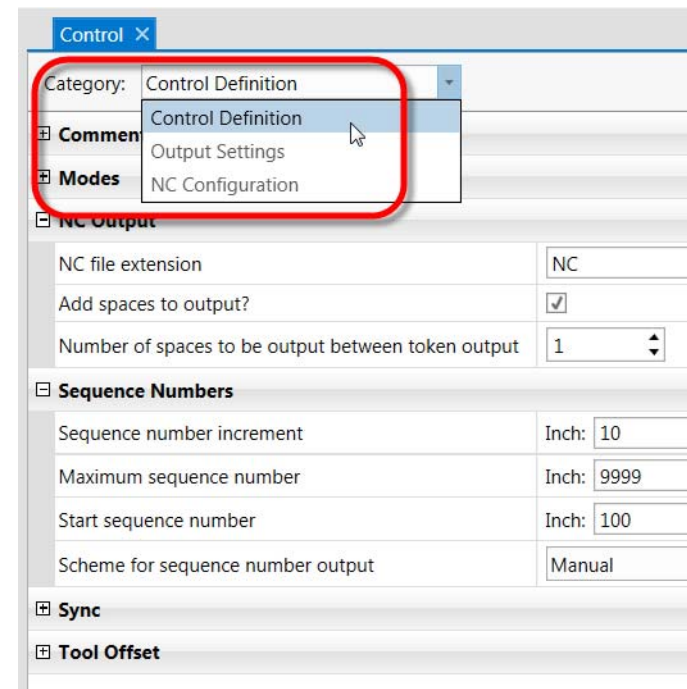 Control
Category: Control Definition
Control Definition
Output Settings
NC Configuration
Commen
Modes
NC Output
NC file extension NC
Add spaces to output?
Number of spaces to be output between token output 1
Sequence Numbers
Sequence number increment Inch: 10
Maximum sequence number Inch: 9999
Start sequence number Inch: 100
Scheme for sequence number output Manual
Sync
Tool Offset